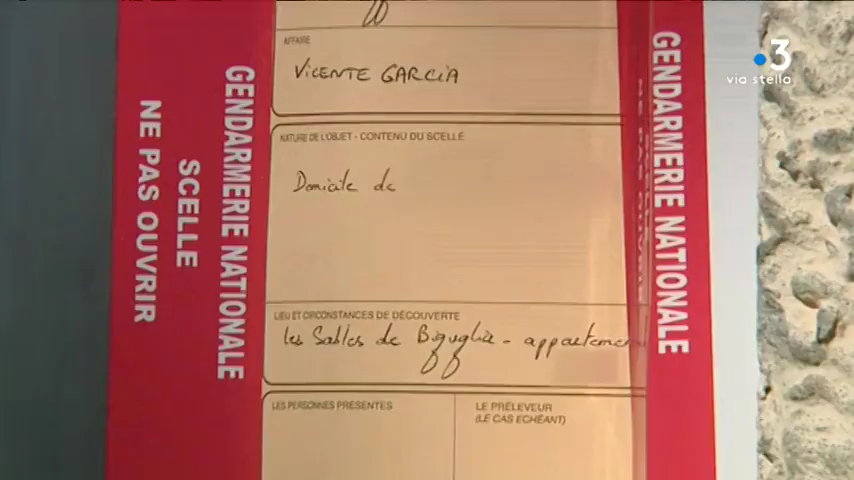 GENDARMERIE NATIONALE
SCELLE
NE PAS OUVRIR
AFFAIRE
VICENTE GARCIA
NATURE DE L'OBJET - CONTENU DU SCELLE
Domicile de
LIEU ET CIRCONSTANCES DE DÉCOUVERTE
les Sables de Biguglia - appartement
LES PERSONNES PRÉSENTES
LE PRÉLEVEUR
(LE CAS ECHÉANT)
GENDARMERIE NATIONALE
3
via stella